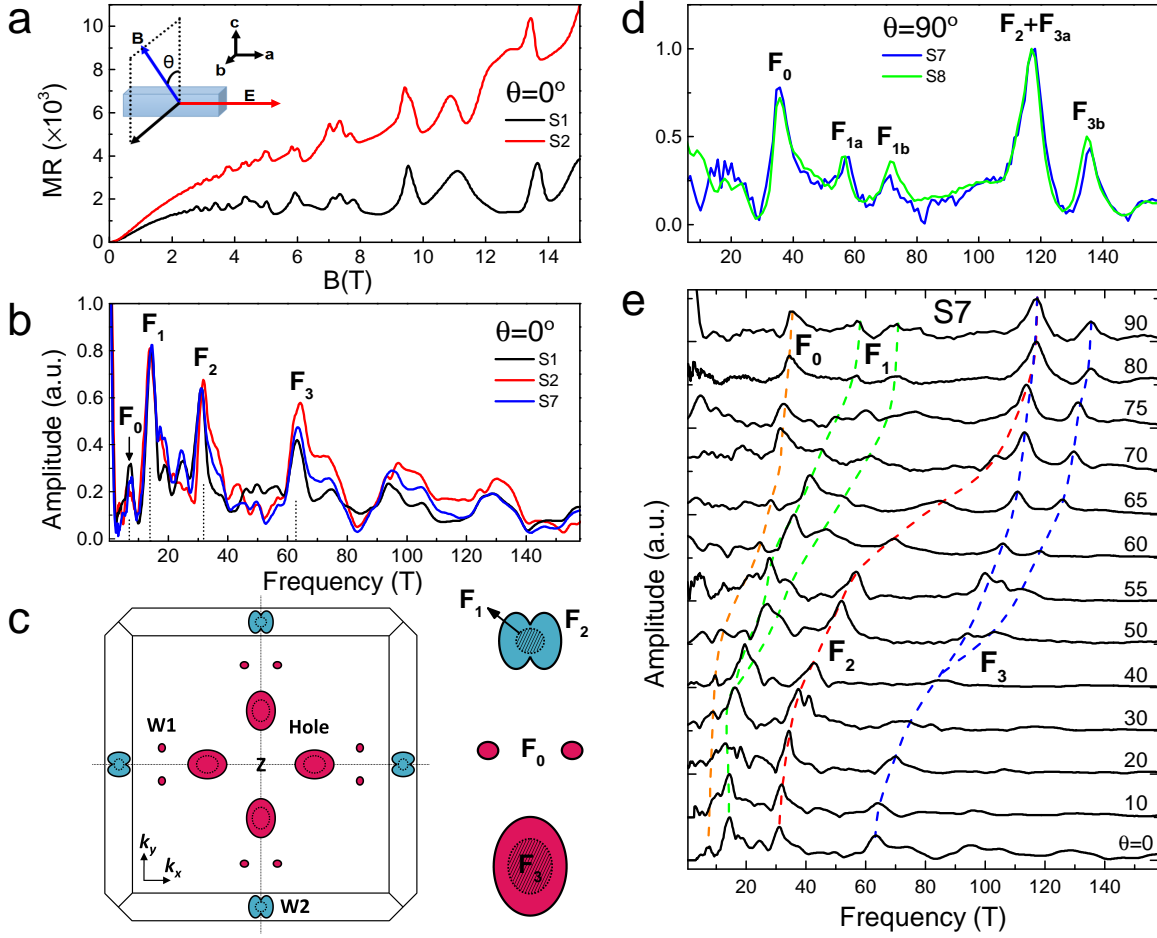 a
10
8
6
4
2
0
MR (×10³)
0 2 4 6 8 10 12 14
B(T)
B
θ
c
a
b
E
θ=0°
S1
S2
b
1.0
0.8
0.6
0.4
0.2
0.0
Amplitude (a.u.)
F₀
F₁
F₂
F₃
θ=0°
S1
S2
S7
20 40 60 80 100 120 140
Frequency (T)
c
W1
Hole
Z
W2
k_y
k_x
F₁
F₂
F₀
F₃
d
θ=90°
S7
S8
F₀
F₁ₐ
F₁b
F₂+F₃ₐ
F₃b
1.0
0.5
0.0
20 40 60 80 100 120 140
e
S7
Amplitude (a.u.)
F₀
F₁
F₂
F₃
90
80
75
70
65
60
55
50
40
30
20
10
θ=0
20 40 60 80 100 120 140
Frequency (T)